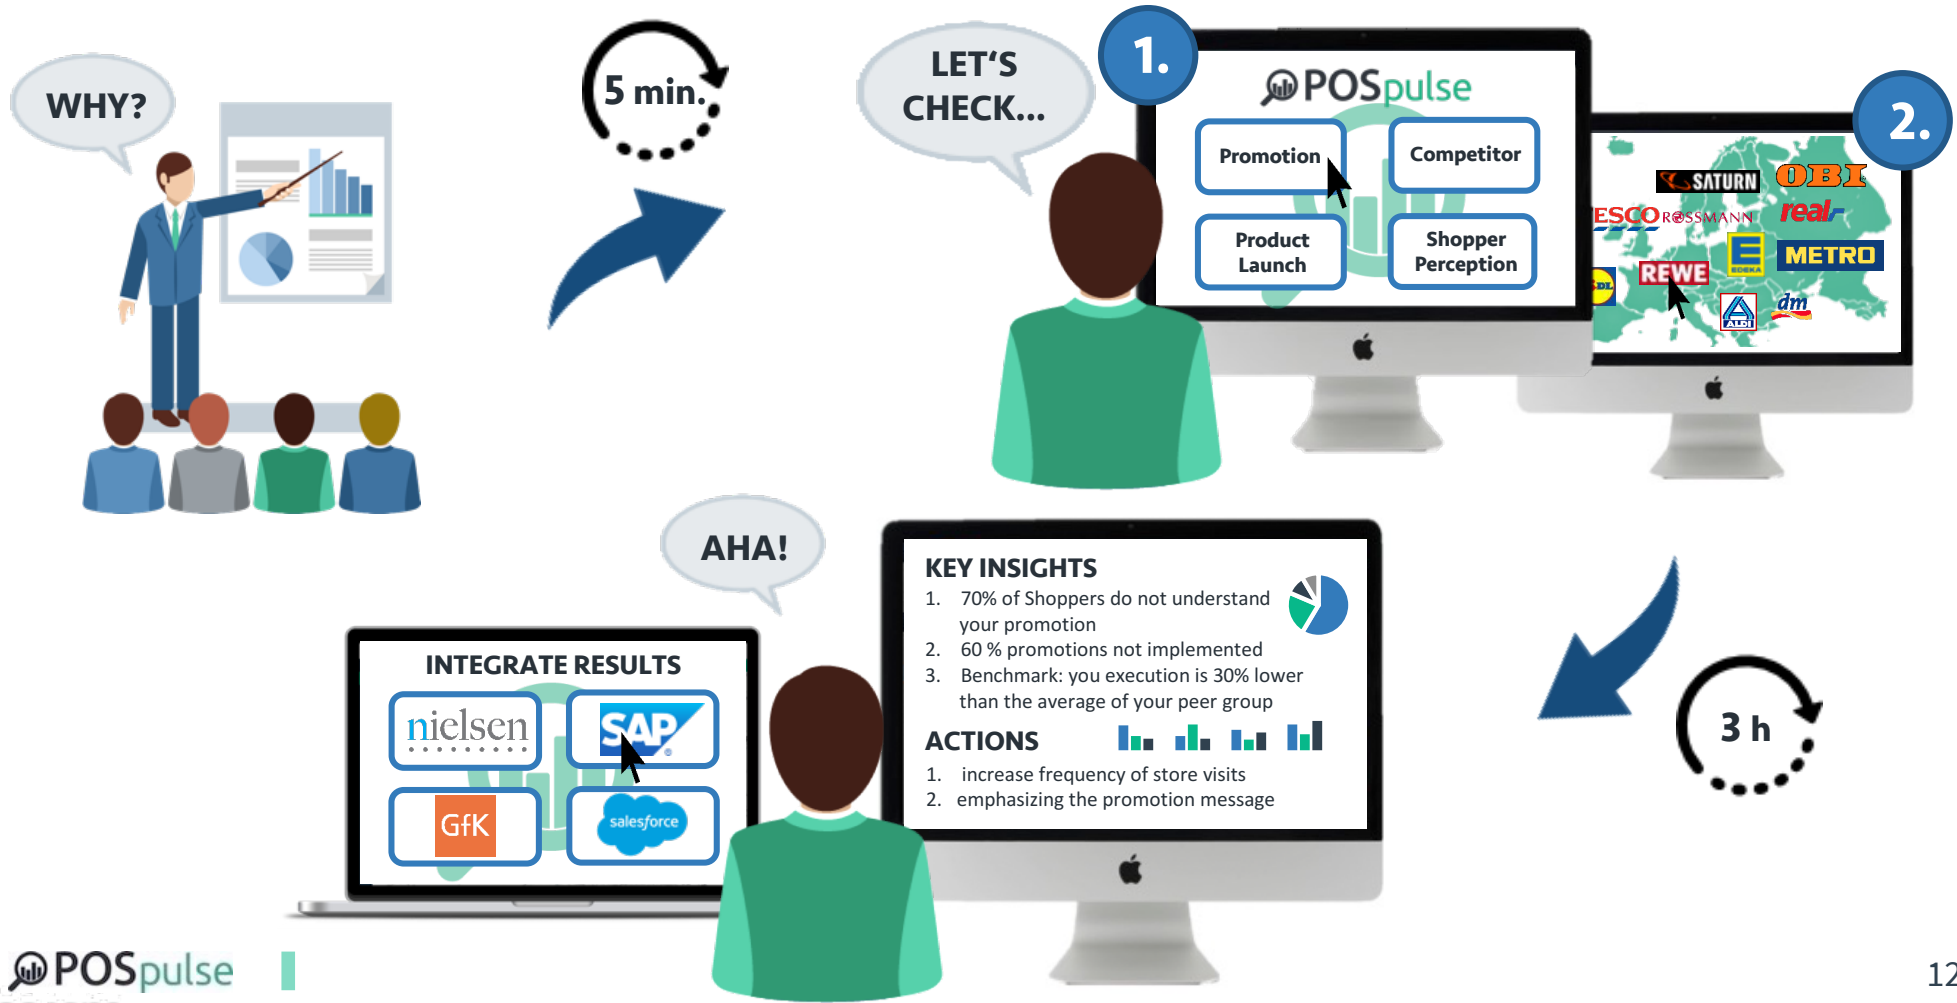 WHY?
5 min.
LET'S
CHECK...
1.
POSpulse
Promotion
Competitor
Product
Launch
Shopper
Perception
2.
SATURN
OBI
ESCO
ROSSMANN
real,-
EDEKA
METRO
REWE
DL
ALDI
dm
3 h
AHA!
KEY INSIGHTS
1. 70% of Shoppers do not understand
your promotion
2. 60 % promotions not implemented
3. Benchmark: you execution is 30% lower
than the average of your peer group
ACTIONS
1. increase frequency of store visits
2. emphasizing the promotion message
INTEGRATE RESULTS
nielsen
SAP
GfK
salesforce
POSpulse
12